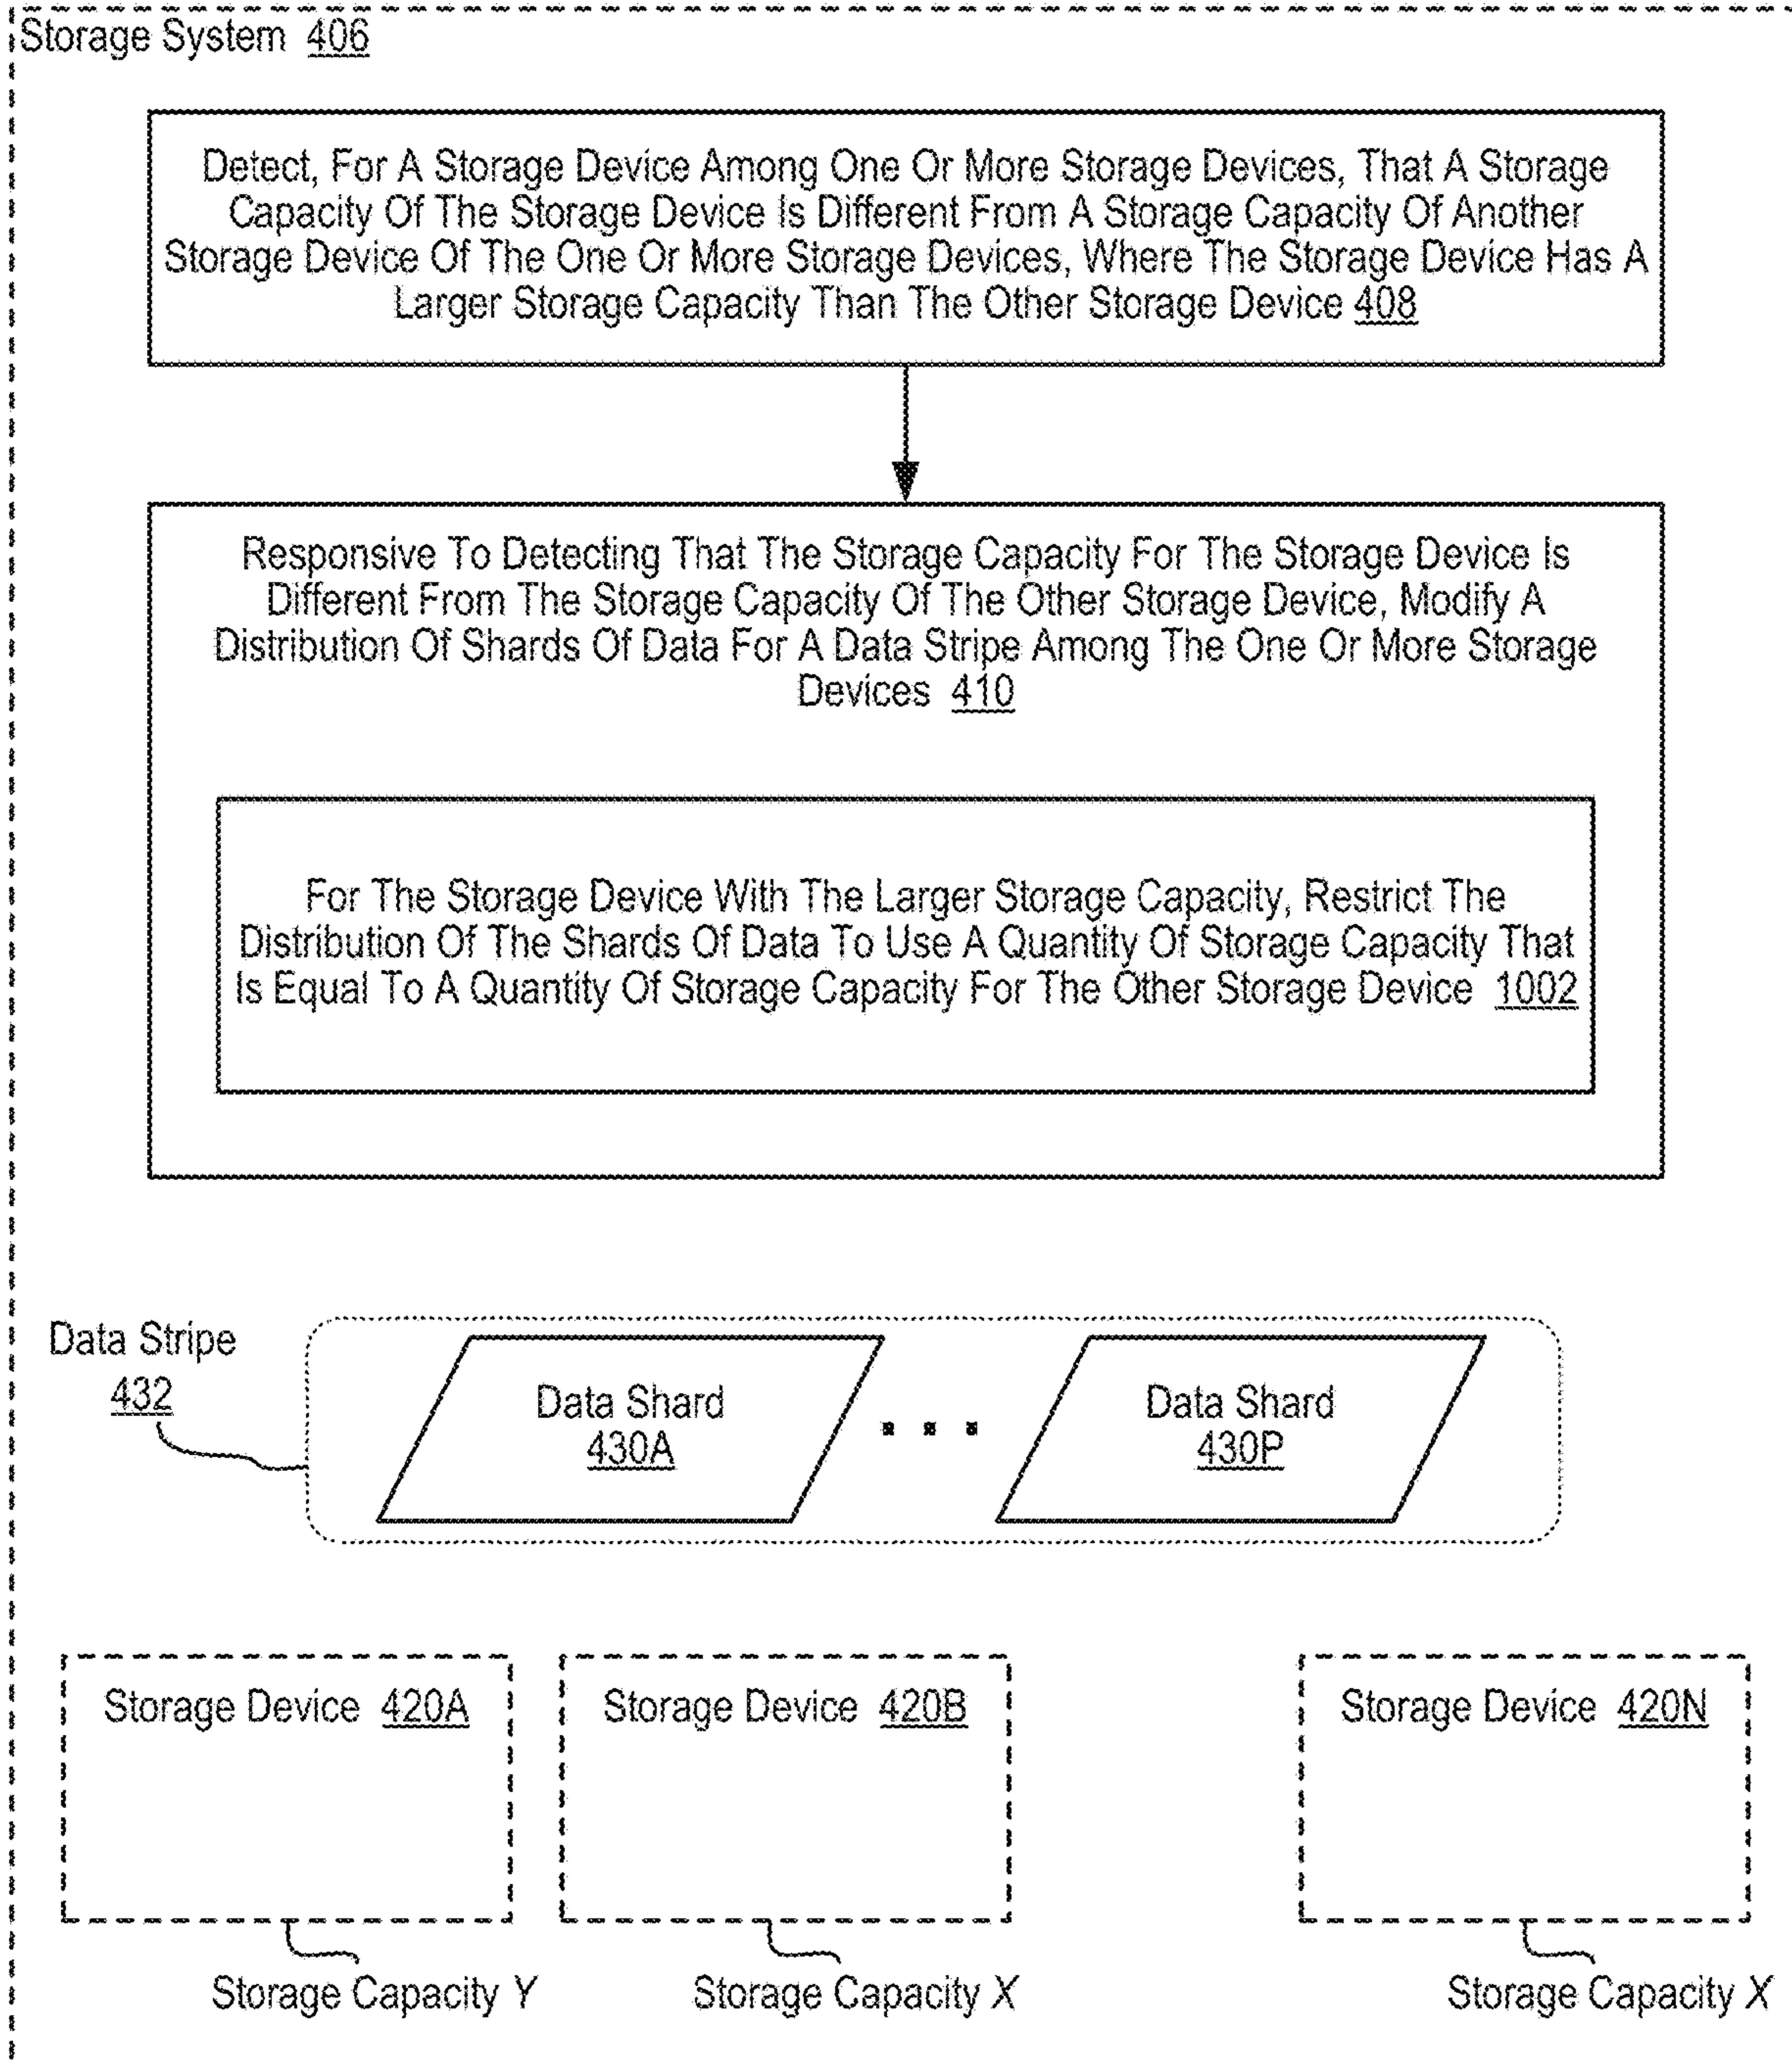 Storage System 406
Detect, For A Storage Device Among One Or More Storage Devices, That A Storage
Capacity Of The Storage Device Is Different From A Storage Capacity Of Another
Storage Device Of The One Or More Storage Devices, Where The Storage Device Has A
Larger Storage Capacity Than The Other Storage Device 408
Responsive To Detecting That The Storage Capacity For The Storage Device Is
Different From The Storage Capacity Of The Other Storage Device, Modify A
Distribution Of Shards Of Data For A Data Stripe Among The One Or More Storage
Devices 410
For The Storage Device With The Larger Storage Capacity, Restrict The
Distribution Of The Shards Of Data To Use A Quantity Of Storage Capacity That
Is Equal To A Quantity Of Storage Capacity For The Other Storage Device 1002
Data Stripe
432
Data Shard
430A
. . .
Data Shard
430P
Storage Device 420A
Storage Device 420B
Storage Device 420N
Storage Capacity Y
Storage Capacity X
Storage Capacity X